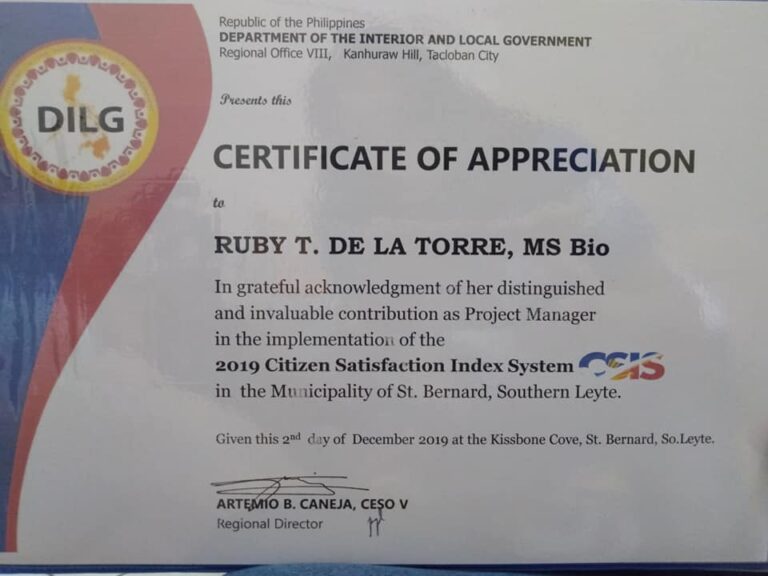 Republic of the Philippines
DEPARTMENT OF THE INTERIOR AND LOCAL GOVERNMENT
Regional Office VIII, Kanhuraw Hill, Tacloban City
DILG
Presents this
CERTIFICATE OF APPRECIATION
to
RUBY T. DE LA TORRE, MS Bio
In grateful acknowledgment of her distinguished
and invaluable contribution as Project Manager
in the implementation of the
2019 Citizen Satisfaction Index System CSIS
in the Municipality of St. Bernard, Southern Leyte.
Given this 2nd day of December 2019 at the Kissbone Cove, St. Bernard, So.Leyte.
ARTEMIO B. CANEJA, CESO V
Regional Director